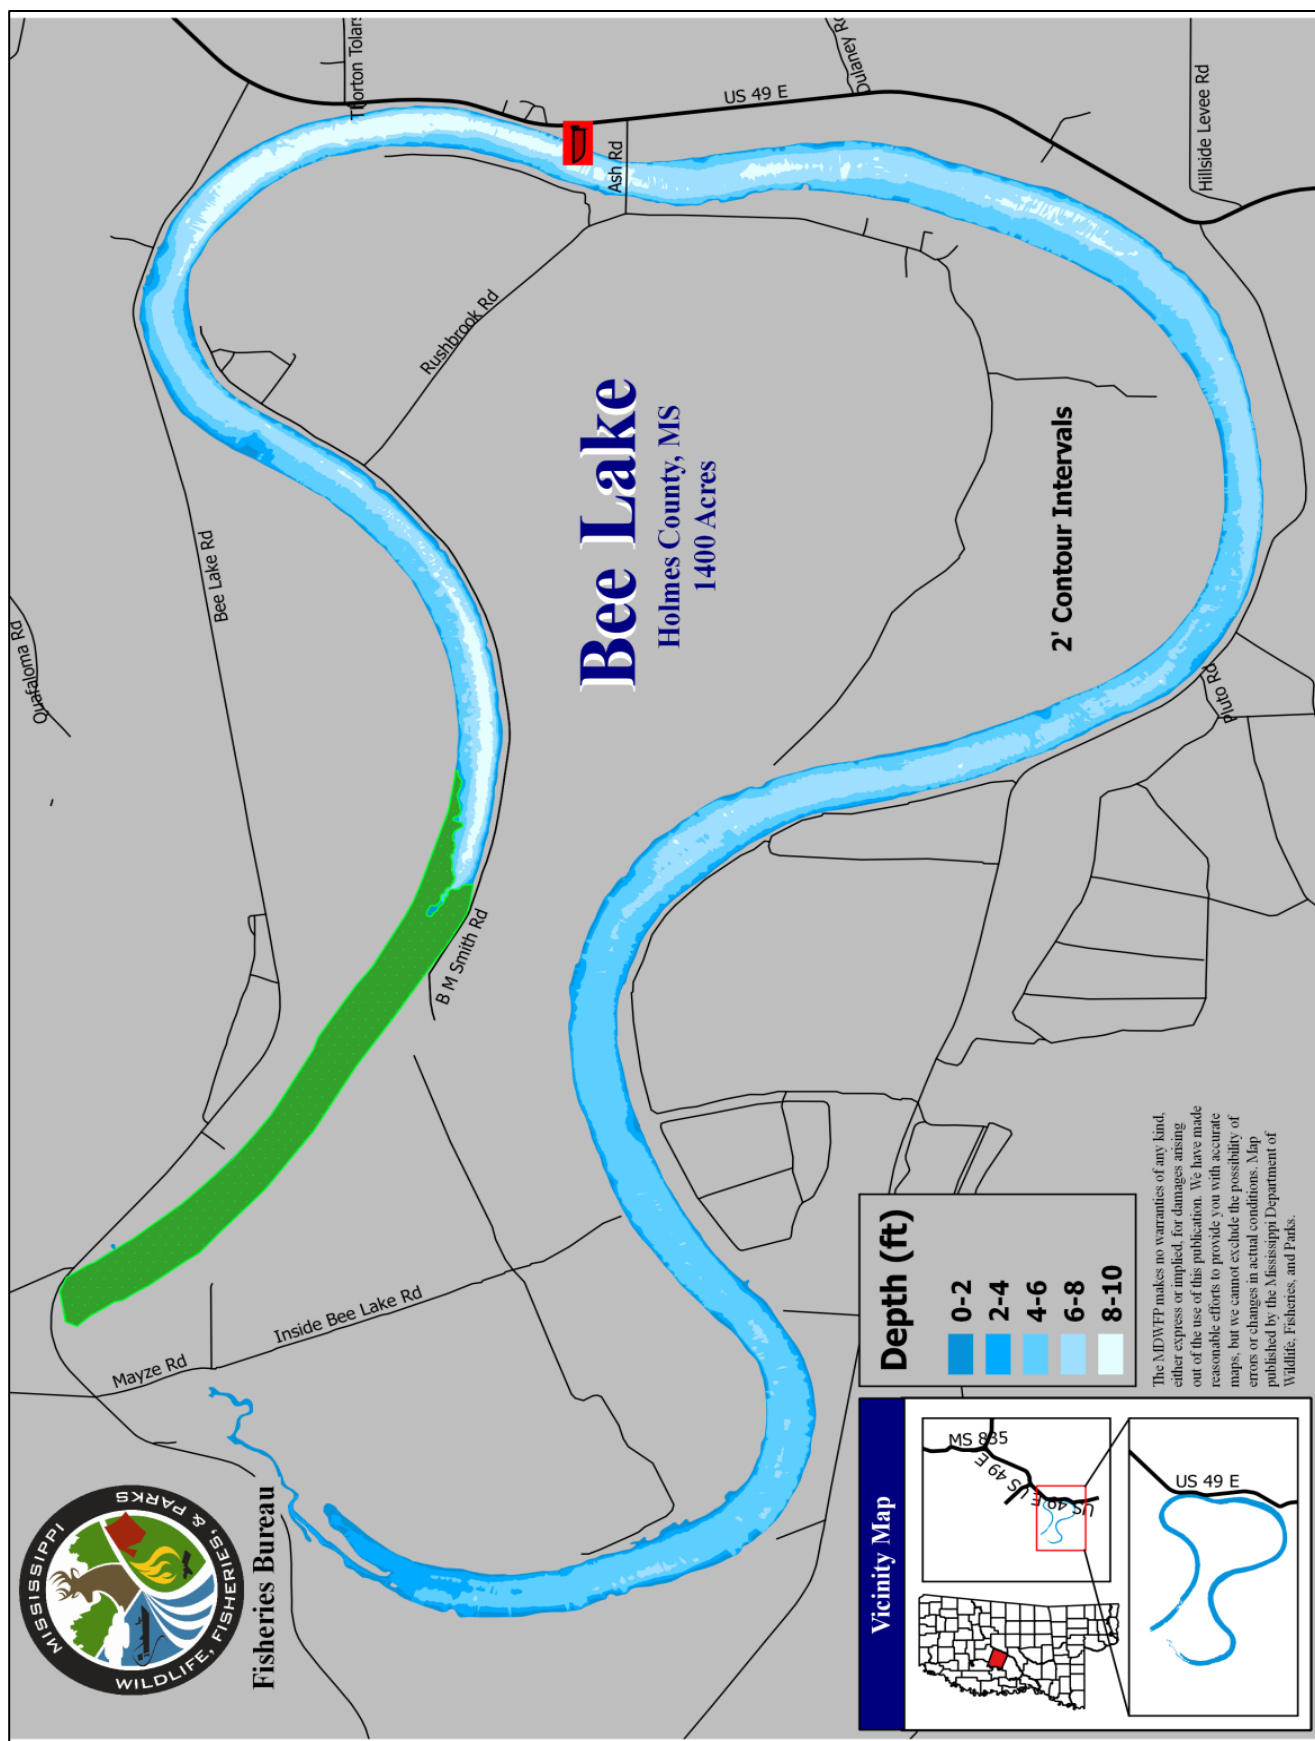 Bee Lake
Holmes County, MS
1400 Acres
2' Contour Intervals
US 49 E
Ash Rd
Dulaney Rd
Hillside Levee Rd
Rushbrook Rd
Bee Lake Rd
Quafaloma Rd
B M Smith Rd
Pluto Rd
Inside Bee Lake Rd
Mayze Rd
MISSISSIPPI
WILDLIFE, FISHERIES, & PARKS
Fisheries Bureau
Depth (ft)
0-2
2-4
4-6
6-8
8-10
The MDWFP makes no warranties of any kind,
either express or implied, for damages arising
out of the use of this publication. We have made
reasonable efforts to provide you with accurate
maps, but we cannot exclude the possibility of
errors or changes in actual conditions. Map
published by the Mississippi Department of
Wildlife, Fisheries, and Parks.
Vicinity Map
MS 835
US 49 E
US 49 E
US 49 E